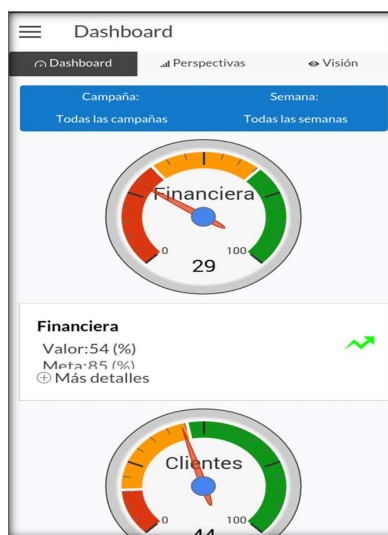 Dashboard
Dashboard Perspectivas Visión
Campaña: Semana:
Todas las campañas Todas las semanas
Financiera
0 100
29
Financiera
Valor:54 (%)
Meta:85 (%)
Más detalles
Clientes
0 100
44